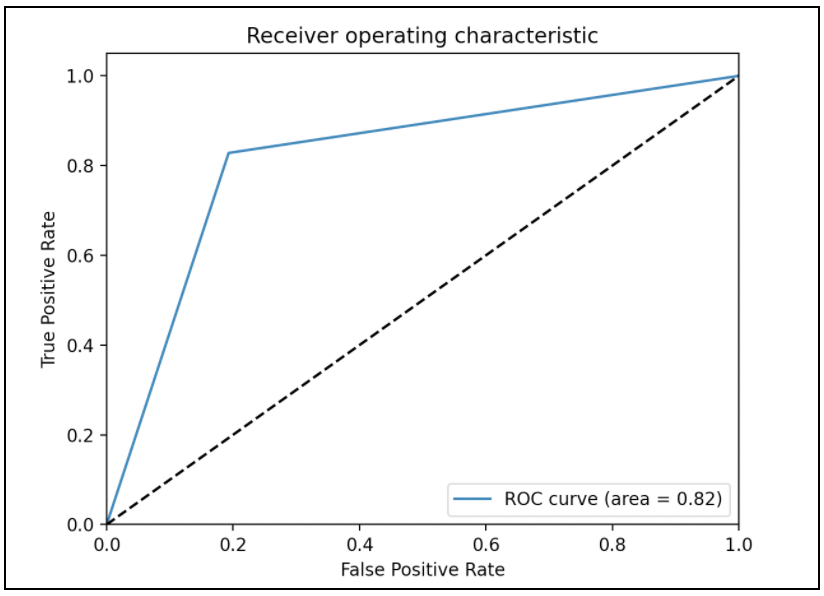 Receiver operating characteristic
1.0
0.8
0.6
0.4
0.2
0.0
True Positive Rate
ROC curve (area = 0.82)
0.0 0.2 0.4 0.6 0.8 1.0
False Positive Rate